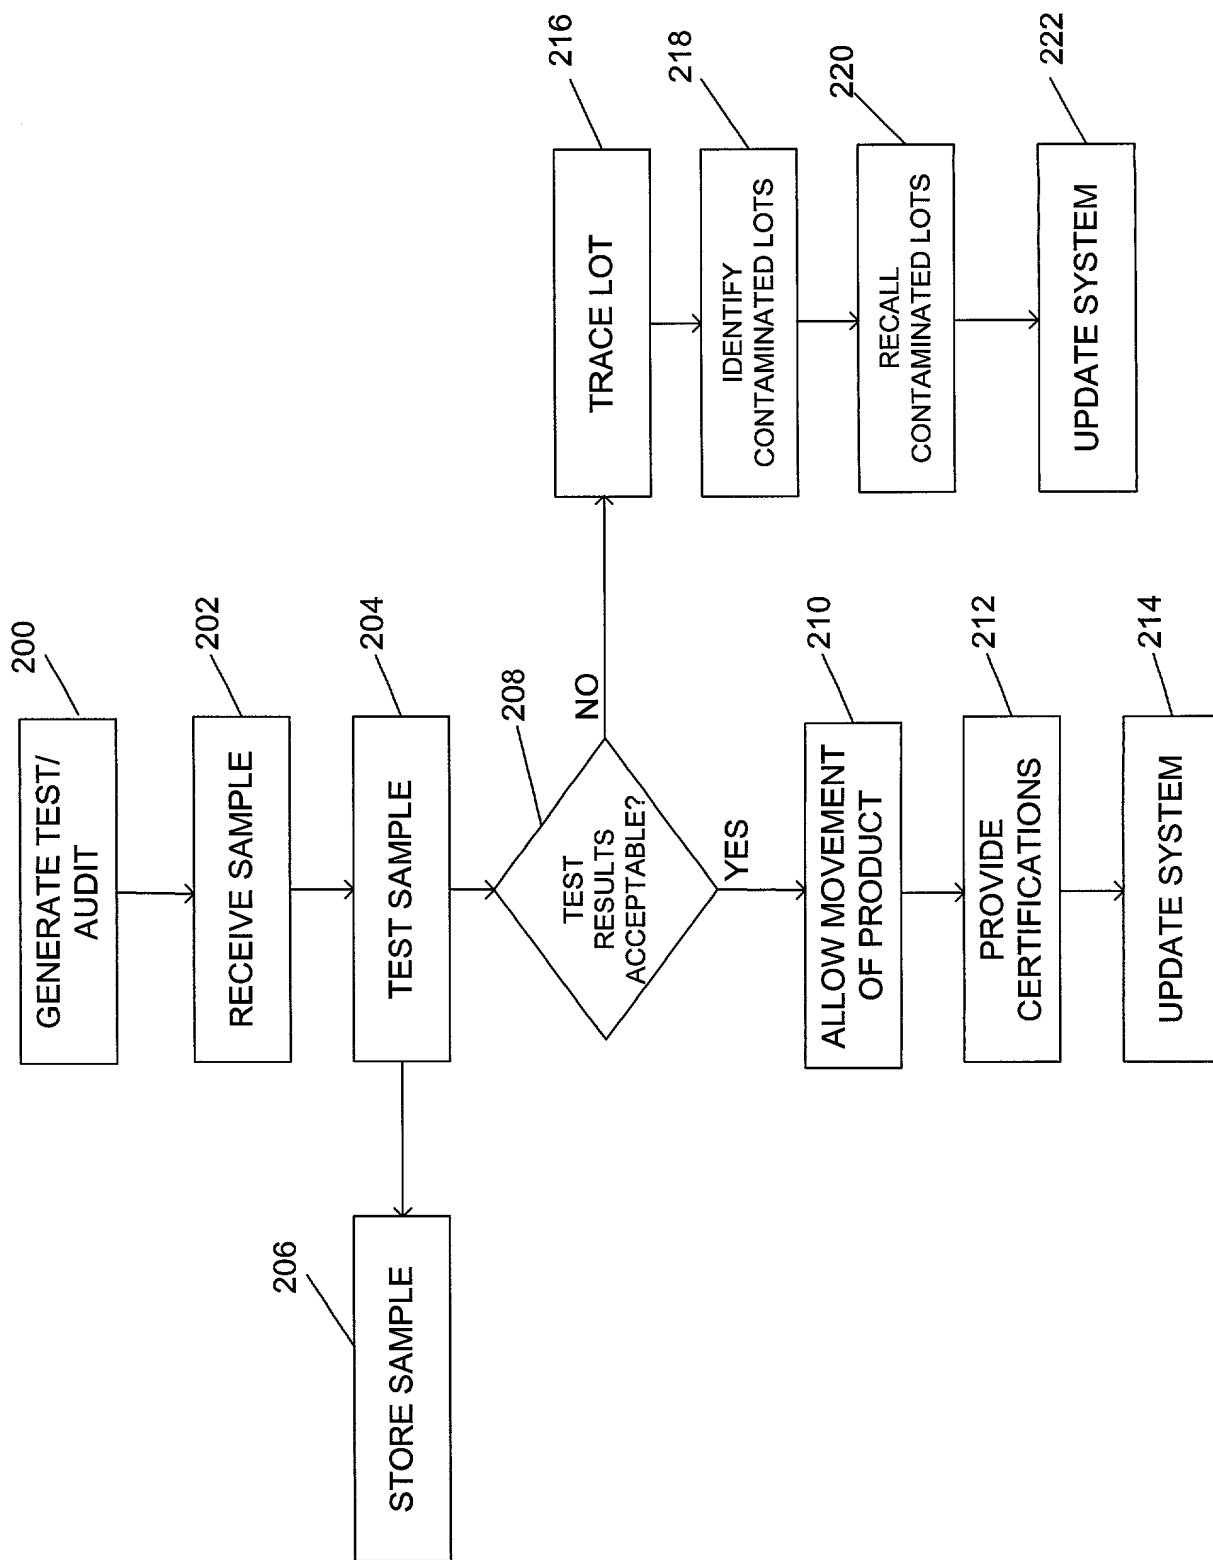 200
GENERATE TEST/
AUDIT
202
RECEIVE SAMPLE
204
TEST SAMPLE
206
STORE SAMPLE
208
TEST
RESULTS
ACCEPTABLE?
NO
YES
210
ALLOW MOVEMENT
OF PRODUCT
212
PROVIDE
CERTIFICATIONS
214
UPDATE SYSTEM
216
TRACE LOT
218
IDENTIFY
CONTAMINATED LOTS
220
RECALL
CONTAMINATED LOTS
222
UPDATE SYSTEM